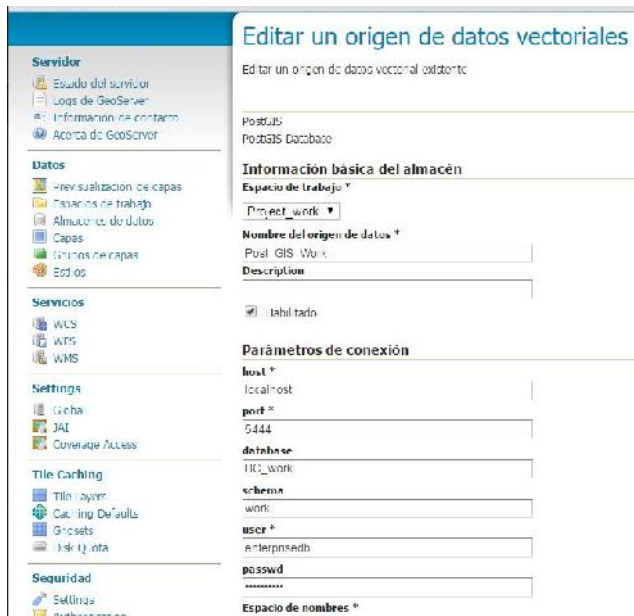 Editar un origen de datos vectoriales
Editar un origen de datos vectorial existente
PostGIS
PostGIS Database
Información básica del almacén
Espacio de trabajo *
Project_work
Nombre del origen de datos *
Post_GIS_Work
Description
Habilitado
Parámetros de conexión
host *
localhost
port *
5444
database
schema
work
user *
enterprisedb
passwd
••••••••••
Espacio de nombres *
Servidor
Estado del servidor
Logs de GeoServer
Información de contacto
Acerca de GeoServer
Datos
Previsualización de capas
Espacios de trabajo
Almacenes de datos
Capas
Grupos de capas
Estilos
Servicios
WCS
WFS
WMS
Settings
Global
JAI
Coverage Access
Tile Caching
Tile Layers
Caching Defaults
Gridsets
Disk Quota
Seguridad
Settings